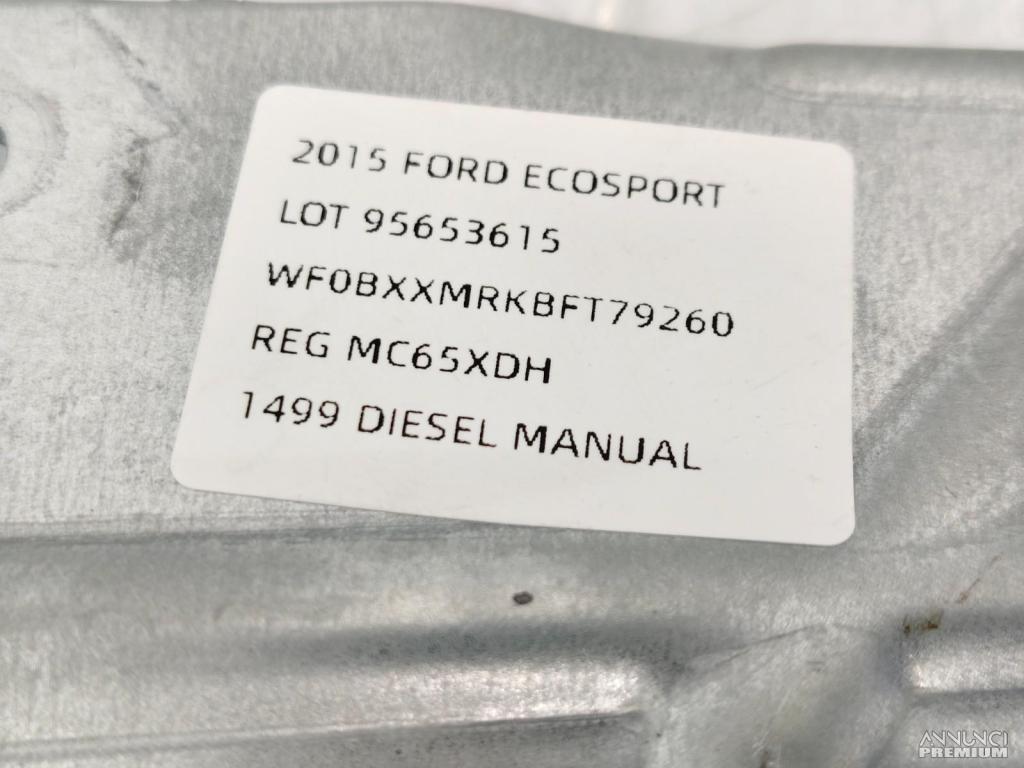 2015 FORD ECOSPORT
LOT 95653615
WF0BXXMRKBFT79260
REG MC65XDH
1499 DIESEL MANUAL
ANNUNCI
PREMIUM